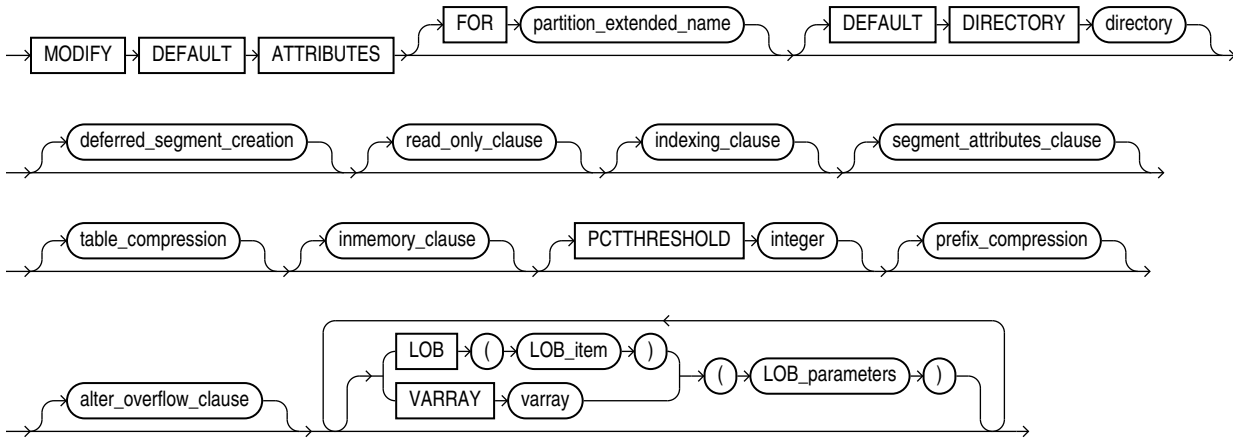 FOR partition_extended_name DEFAULT DIRECTORY directory
MODIFY DEFAULT ATTRIBUTES
deferred_segment_creation read_only_clause indexing_clause segment_attributes_clause
table_compression inmemory_clause PCTTHRESHOLD integer prefix_compression
LOB ( LOB_item )
alter_overflow_clause ( LOB_parameters )
VARRAY varray